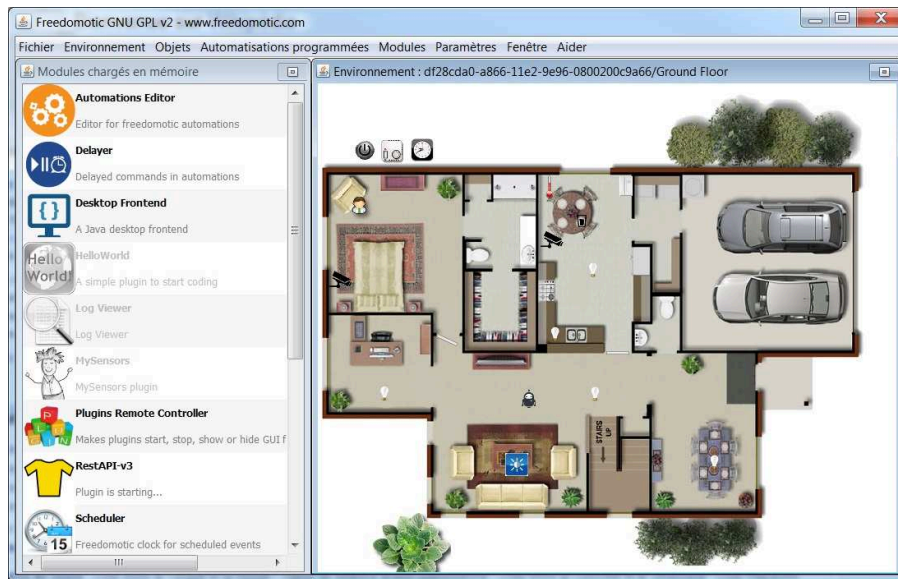 Freedomotic GNU GPL v2 - www.freedomotic.com
Fichier Environnement Objets Automatisations programmées Modules Paramètres Fenêtre Aider
Modules chargés en mémoire
Automations Editor
Editor for freedomotic automations
Delayer
Delayed commands in automations
Desktop Frontend
A Java desktop frontend
Hello World!
HelloWorld
A simple plugin to start coding
Log Viewer
Log Viewer
MySensors
MySensors plugin
PLUGIN
Plugins Remote Controller
Makes plugins start, stop, show or hide GUI f
RestAPI-v3
Plugin is starting...
15
Scheduler
Freedomotic clock for scheduled events
Environnement : df28cda0-a866-11e2-9e96-0800200c9a66/Ground Floor
STAIRS
UP